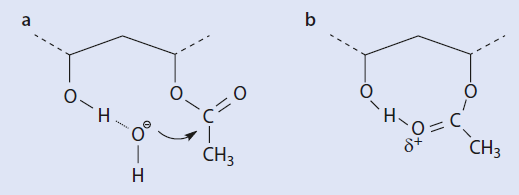 a b
O O O O O
H C H O C
O⊖ CH₃ δ+ CH₃
H